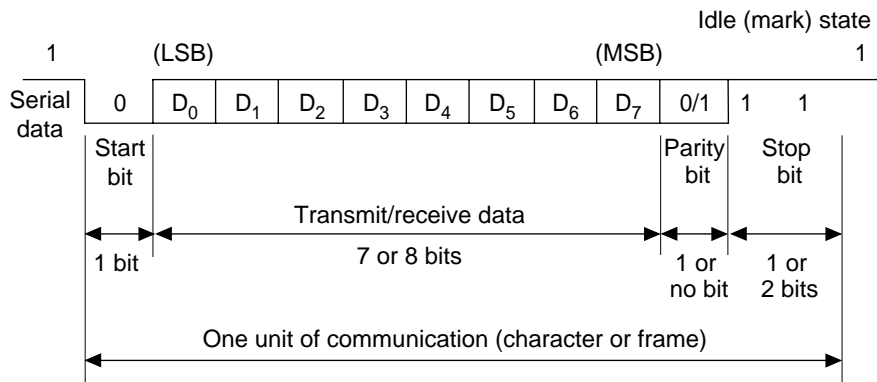 Idle (mark) state
1 (LSB) (MSB) 1
Serial data
0 D₀ D₁ D₂ D₃ D₄ D₅ D₆ D₇ 0/1 1 1
Start bit
Parity bit
Stop bit
Transmit/receive data
1 bit
7 or 8 bits
1 or no bit
1 or 2 bits
One unit of communication (character or frame)